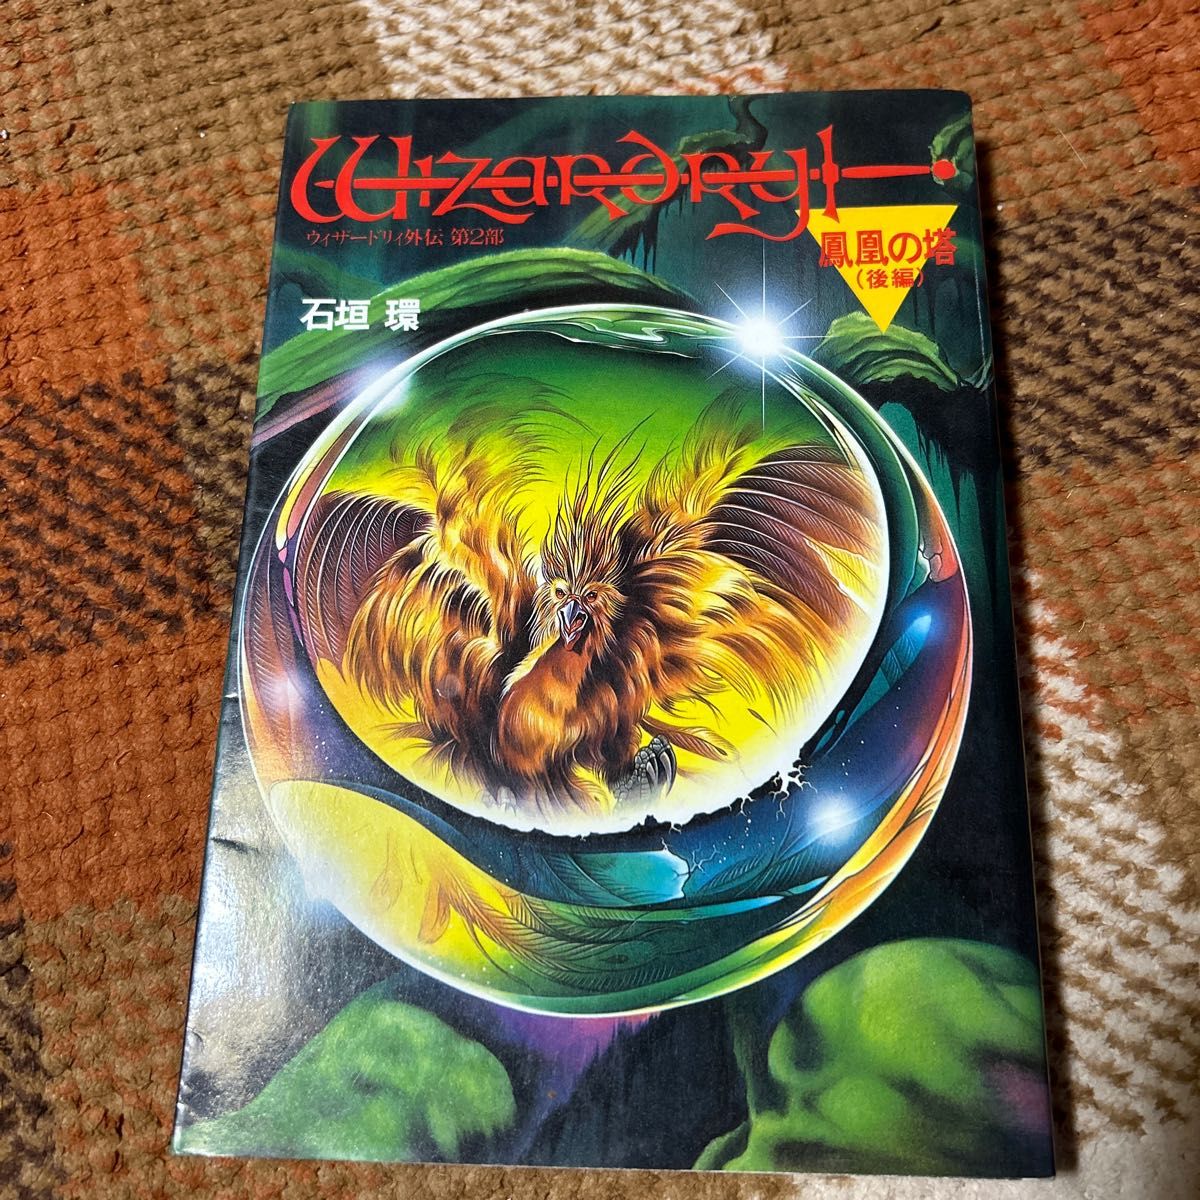 Wizardry
ウィザードリィ外伝 第2部
鳳凰の塔
(後編)
石垣 環